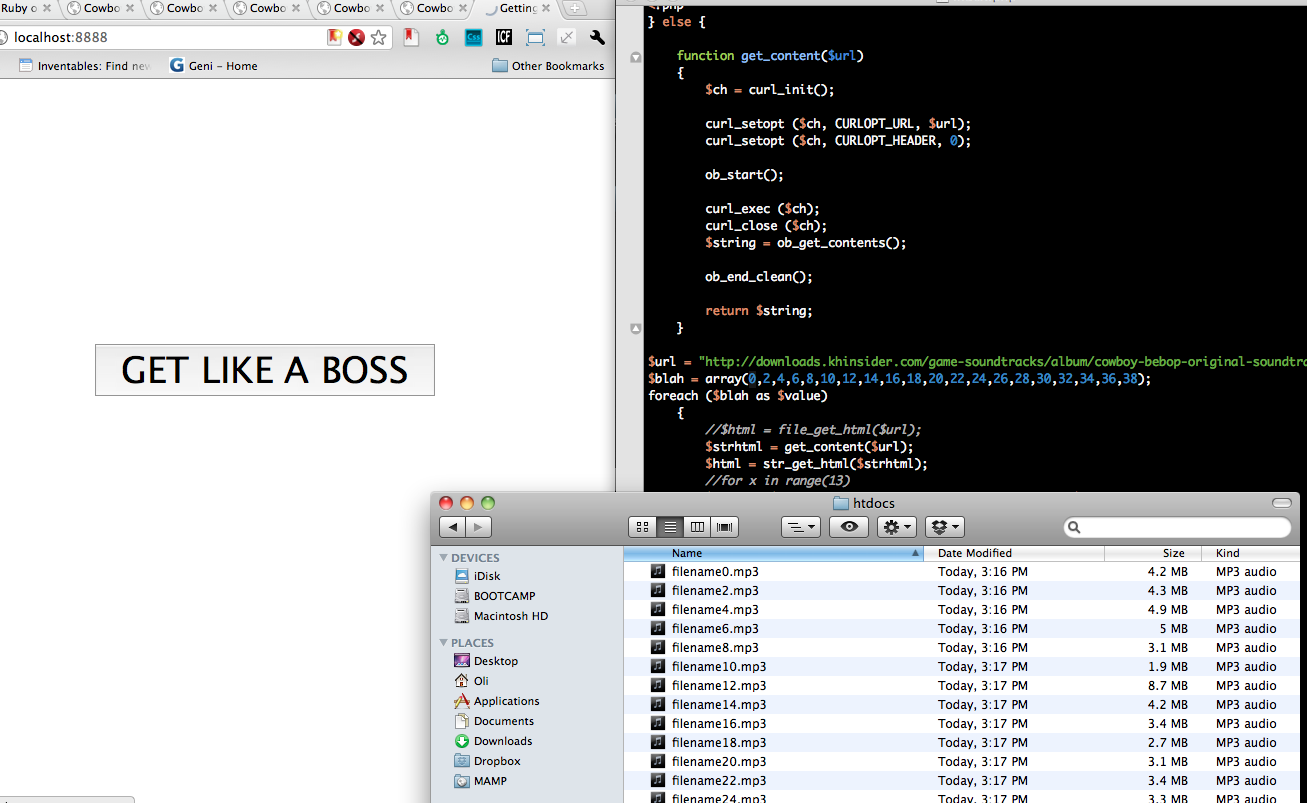 Ruby o Cowbo Cowbo Cowbo Cowbo Cowbo Getting
localhost:8888
Css ICF
Inventables: Find new Geni – Home Other Bookmarks
GET LIKE A BOSS
<?php
} else {
function get_content($url)
{
$ch = curl_init();
curl_setopt ($ch, CURLOPT_URL, $url);
curl_setopt ($ch, CURLOPT_HEADER, 0);
ob_start();
curl_exec ($ch);
curl_close ($ch);
$string = ob_get_contents();
ob_end_clean();
return $string;
}
$url = "http://downloads.khinsider.com/game-soundtracks/album/cowboy-bebop-original-soundtra
$blah = array(0,2,4,6,8,10,12,14,16,18,20,22,24,26,28,30,32,34,36,38);
foreach ($blah as $value)
{
//$html = file_get_html($url);
$strhtml = get_content($url);
$html = str_get_html($strhtml);
//for x in range(13)
htdocs
DEVICES
iDisk
BOOTCAMP
Macintosh HD
PLACES
Desktop
Oli
Applications
Documents
Downloads
Dropbox
MAMP
Name Date Modified Size Kind
filename0.mp3 Today, 3:16 PM 4.2 MB MP3 audio
filename2.mp3 Today, 3:16 PM 4.3 MB MP3 audio
filename4.mp3 Today, 3:16 PM 4.9 MB MP3 audio
filename6.mp3 Today, 3:16 PM 5 MB MP3 audio
filename8.mp3 Today, 3:16 PM 3.1 MB MP3 audio
filename10.mp3 Today, 3:17 PM 1.9 MB MP3 audio
filename12.mp3 Today, 3:17 PM 8.7 MB MP3 audio
filename14.mp3 Today, 3:17 PM 4.2 MB MP3 audio
filename16.mp3 Today, 3:17 PM 3.4 MB MP3 audio
filename18.mp3 Today, 3:17 PM 2.7 MB MP3 audio
filename20.mp3 Today, 3:17 PM 3.1 MB MP3 audio
filename22.mp3 Today, 3:17 PM 3.4 MB MP3 audio
filename24.mp3 Today, 3:17 PM 3.3 MB MP3 audio